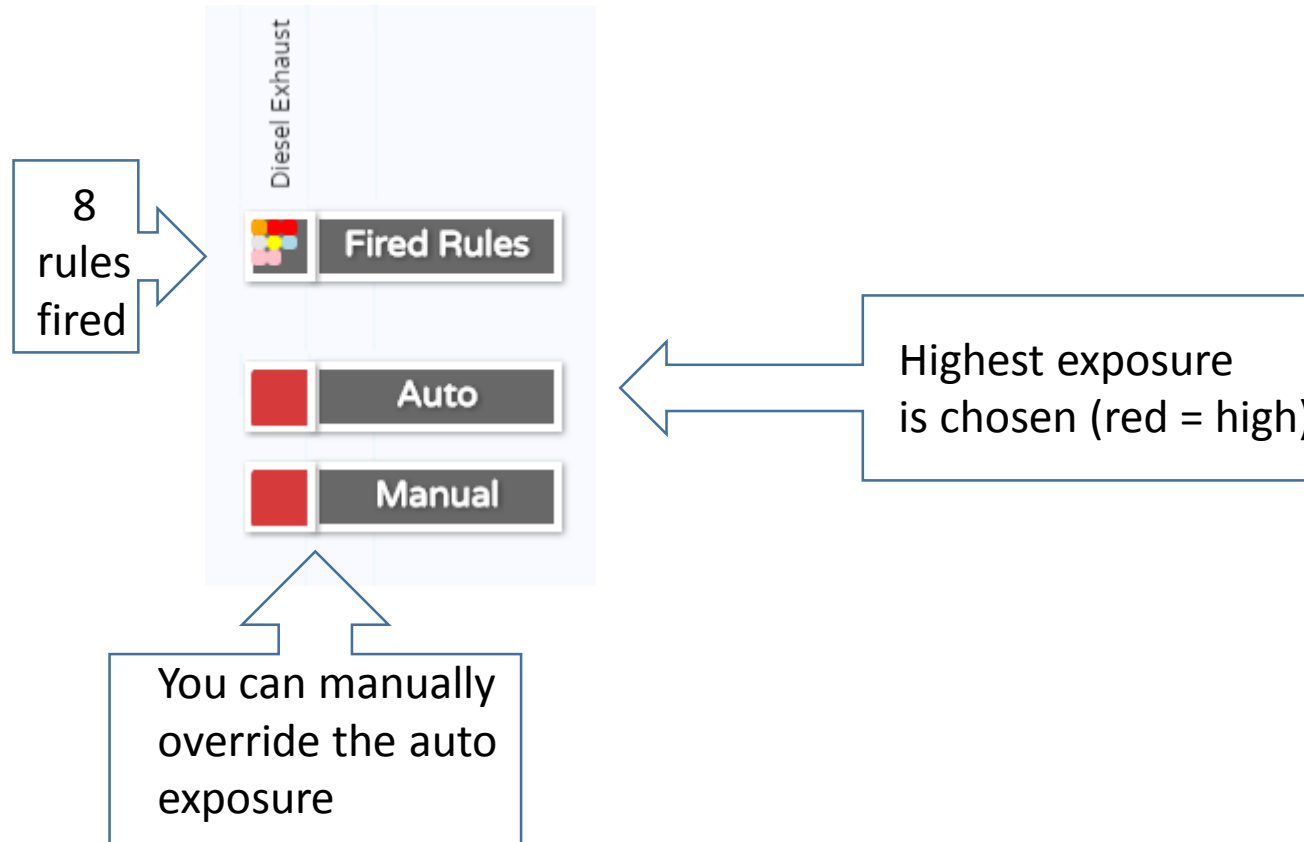 Diesel Exhaust
8
rules
fired
Fired Rules
Auto
Manual
Highest exposure
is chosen (red = high)
You can manually
override the auto
exposure